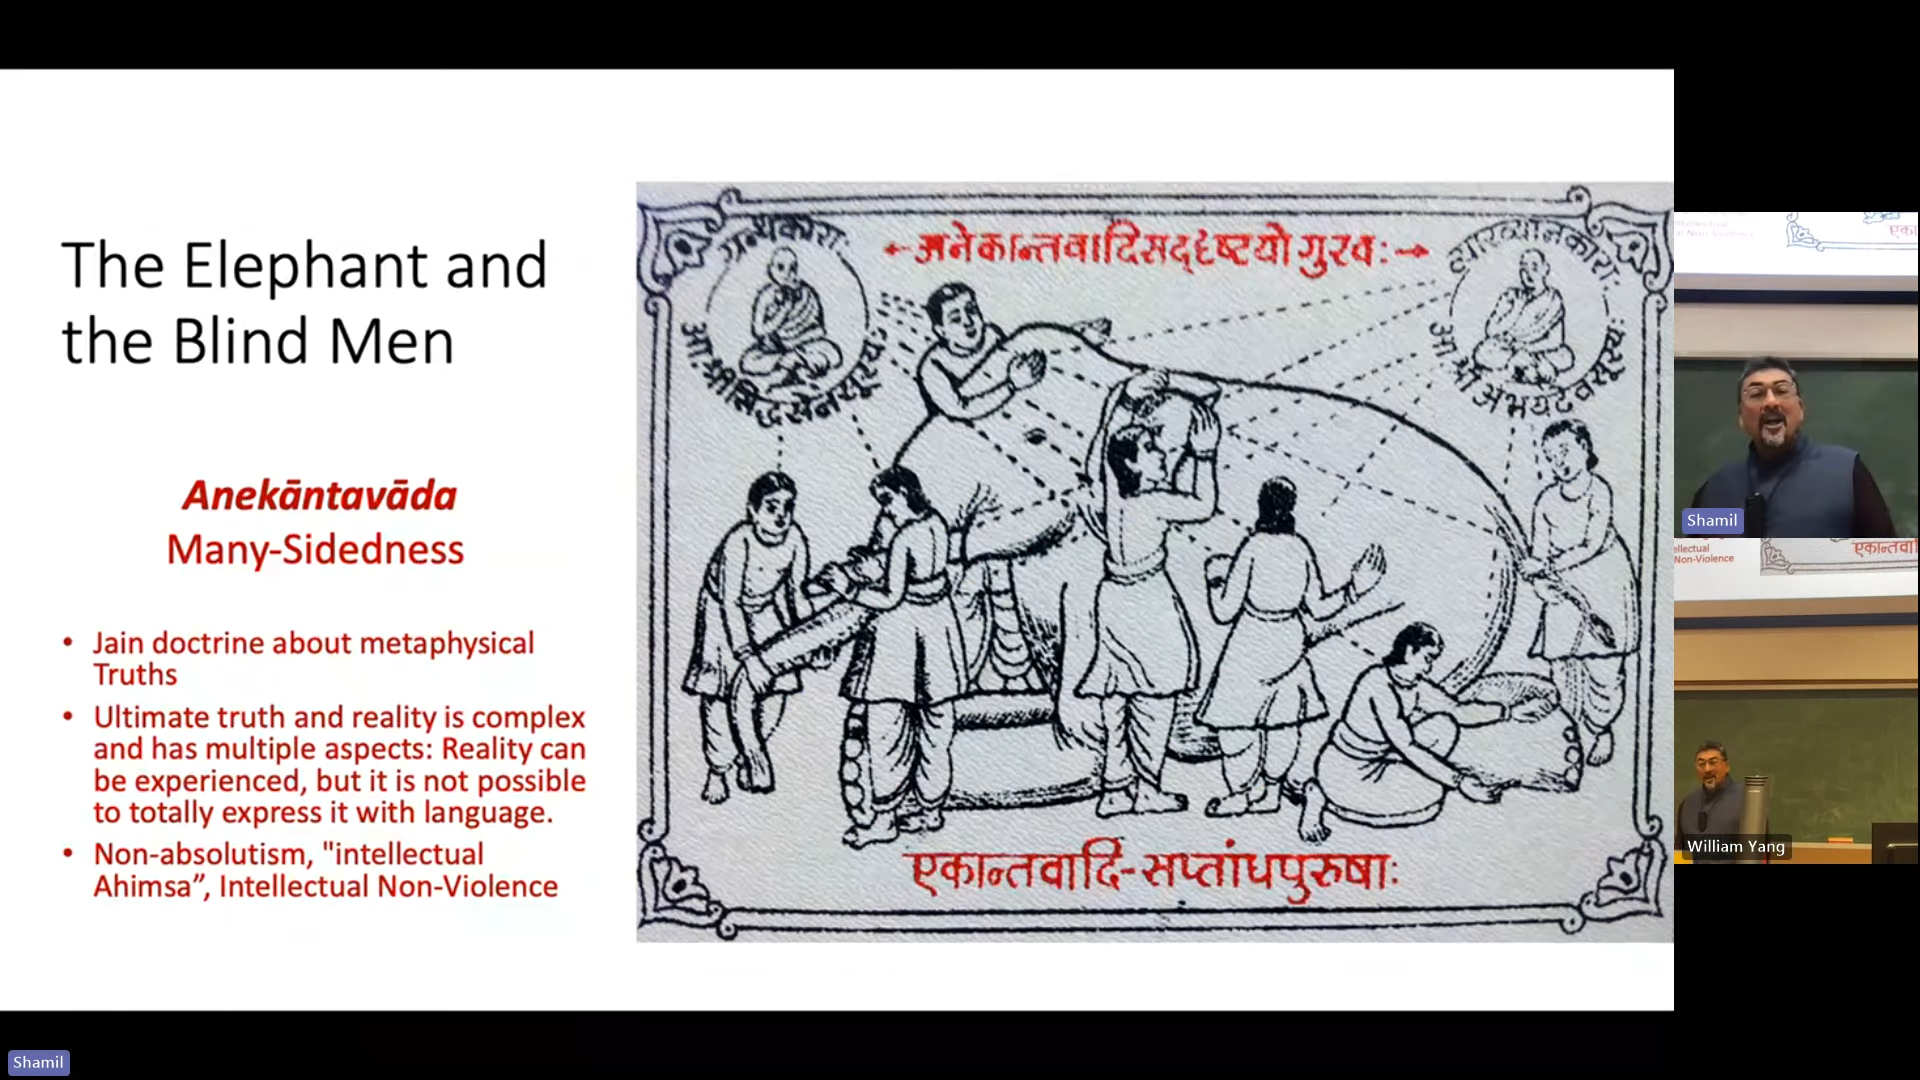 The Elephant and
the Blind Men
Anekāntavāda
Many-Sidedness
• Jain doctrine about metaphysical
Truths
• Ultimate truth and reality is complex
and has multiple aspects: Reality can
be experienced, but it is not possible
to totally express it with language.
• Non-absolutism, "intellectual
Ahimsa”, Intellectual Non-Violence
←अनेकान्तवादिसद्दृष्टयो गुरवः→
ग्रन्थकाराः
आ.श्रीसिद्धसेनसूरयः
व्याख्यानकाराः
आ.श्री अभयदेवसूरयः
एकान्तवादि-सप्तांधपुरुषाः
Shamil
ellectual
Non-Violence
एकान्तवा
William Yang
Shamil